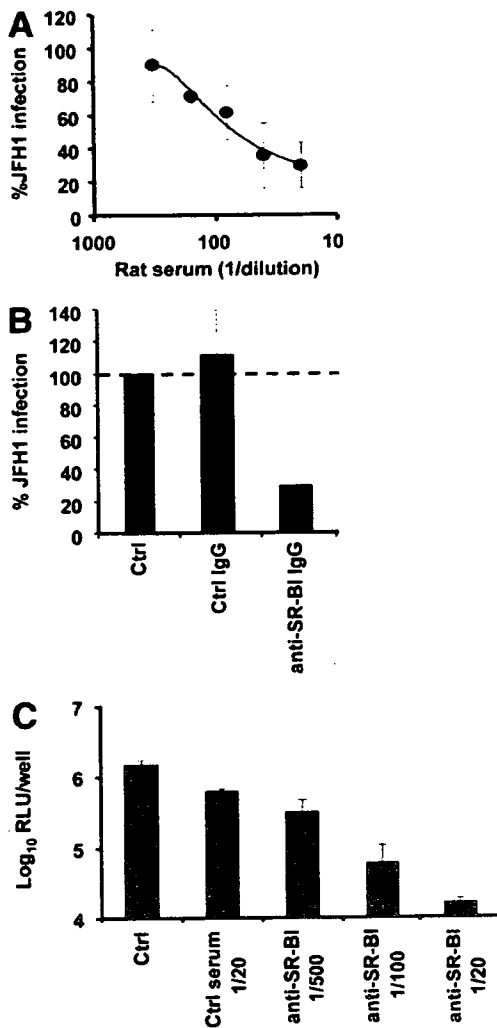 A
%JFH1 infection
120
100
80
60
40
20
0
1000
100
10
Rat serum (1/dilution)
B
% JFH1 infection
140
120
100
80
60
40
20
0
Ctrl
Ctrl IgG
anti-SR-BI IgG
C
Log10 RLU/well
7
6
5
4
Ctrl
Ctrl serum
1/20
anti-SR-BI
1/500
anti-SR-BI
1/100
anti-SR-BI
1/20